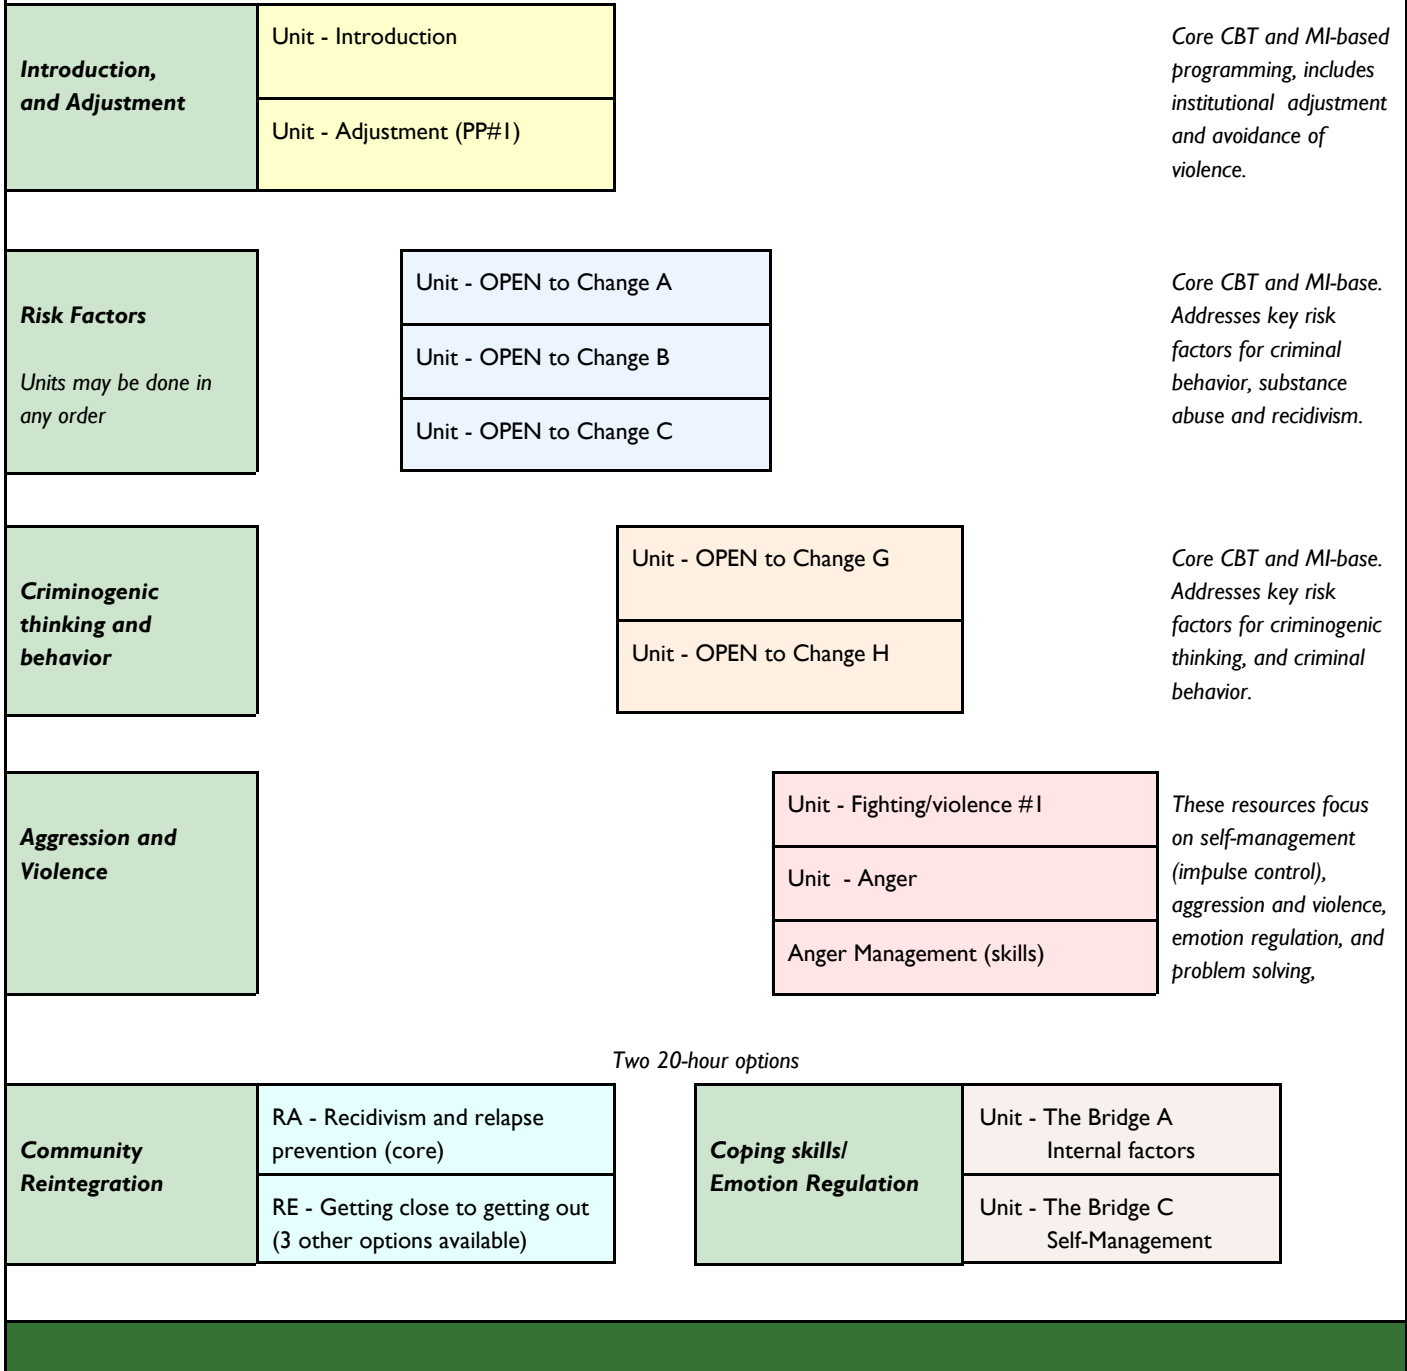 Introduction,
and Adjustment
Unit - Introduction
Unit - Adjustment (PP#1)
Core CBT and MI-based
programming, includes
institutional adjustment
and avoidance of
violence.
Risk Factors
Units may be done in
any order
Unit - OPEN to Change A
Unit - OPEN to Change B
Unit - OPEN to Change C
Core CBT and MI-base.
Addresses key risk
factors for criminal
behavior, substance
abuse and recidivism.
Criminogenic
thinking and
behavior
Unit - OPEN to Change G
Unit - OPEN to Change H
Core CBT and MI-base.
Addresses key risk
factors for criminogenic
thinking, and criminal
behavior.
Aggression and
Violence
Unit - Fighting/violence #1
Unit - Anger
Anger Management (skills)
These resources focus
on self-management
(impulse control),
aggression and violence,
emotion regulation, and
problem solving,
Two 20-hour options
Community
Reintegration
RA - Recidivism and relapse
prevention (core)
RE - Getting close to getting out
(3 other options available)
Coping skills/
Emotion Regulation
Unit - The Bridge A
Internal factors
Unit - The Bridge C
Self-Management